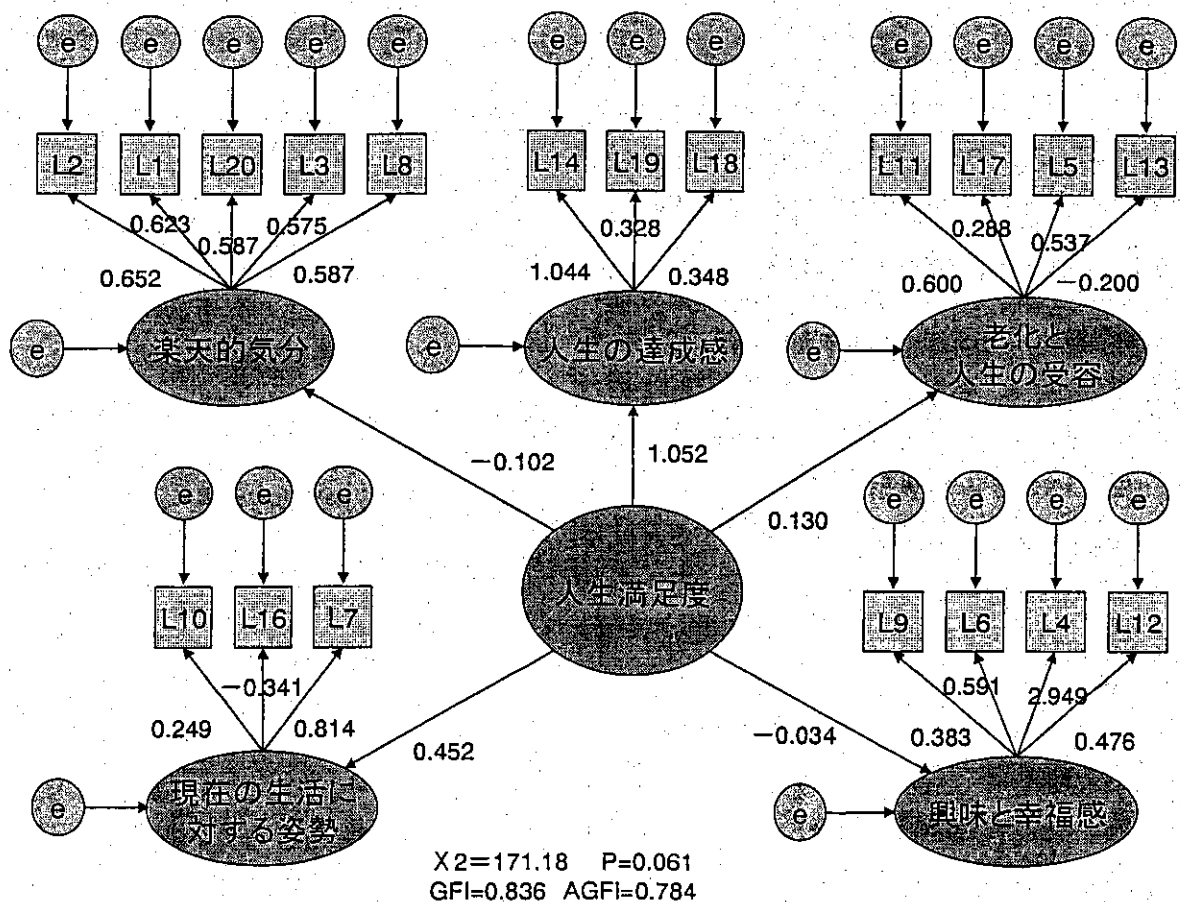 e e e e e
e e e
e e e e
L2 L1 L20 L3 L8
L14 L19 L18
L11 L17 L5 L13
0.623 0.587 0.575
0.652 0.587
0.328
1.044 0.348
0.288 0.537
0.600 −0.200
e 楽天的気分
e 人生の達成感
e 老化と
人生の受容
−0.102
1.052
0.130
e e e
e e e e
L10 L16 L7
人生満足度
L9 L6 L4 L12
−0.341
0.249 0.814
0.452
0.591 2.949
−0.034
0.383 0.476
e 現在の生活に
対する姿勢
e 興味と幸福感
X2=171.18 P=0.061
GFI=0.836 AGFI=0.784